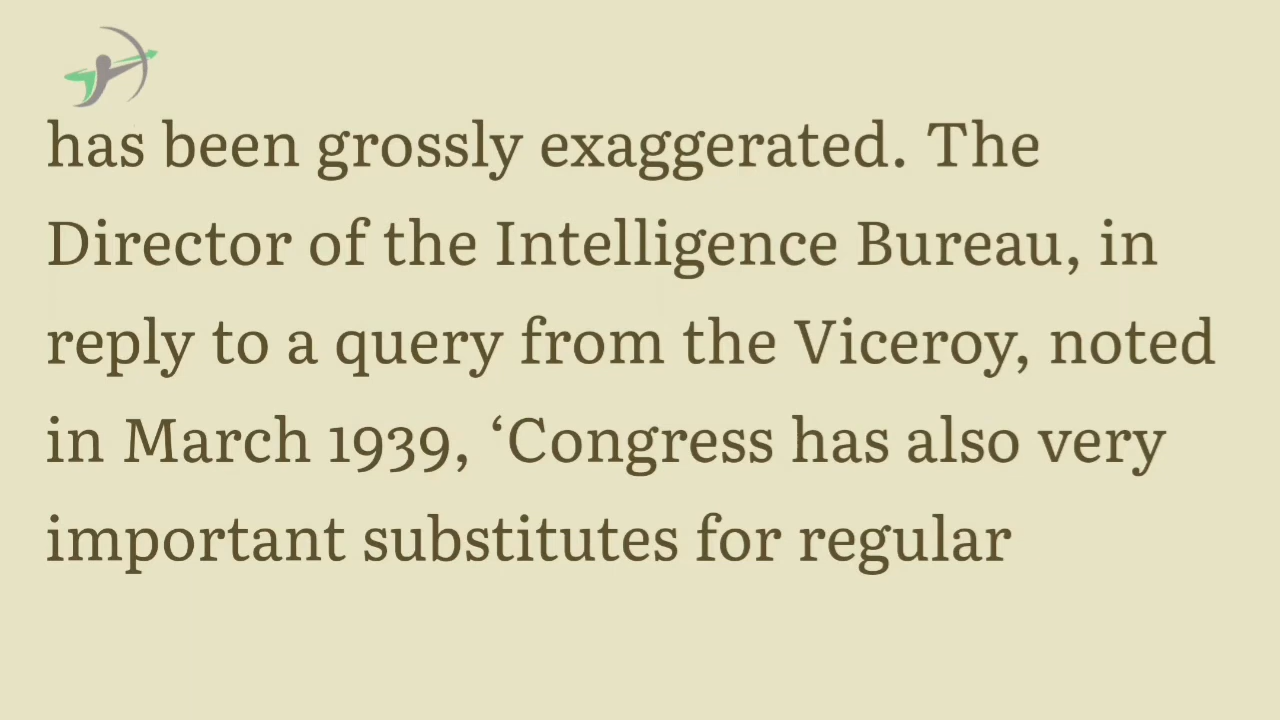 has been grossly exaggerated. The
Director of the Intelligence Bureau, in
reply to a query from the Viceroy, noted
in March 1939, ‘Congress has also very
important substitutes for regular